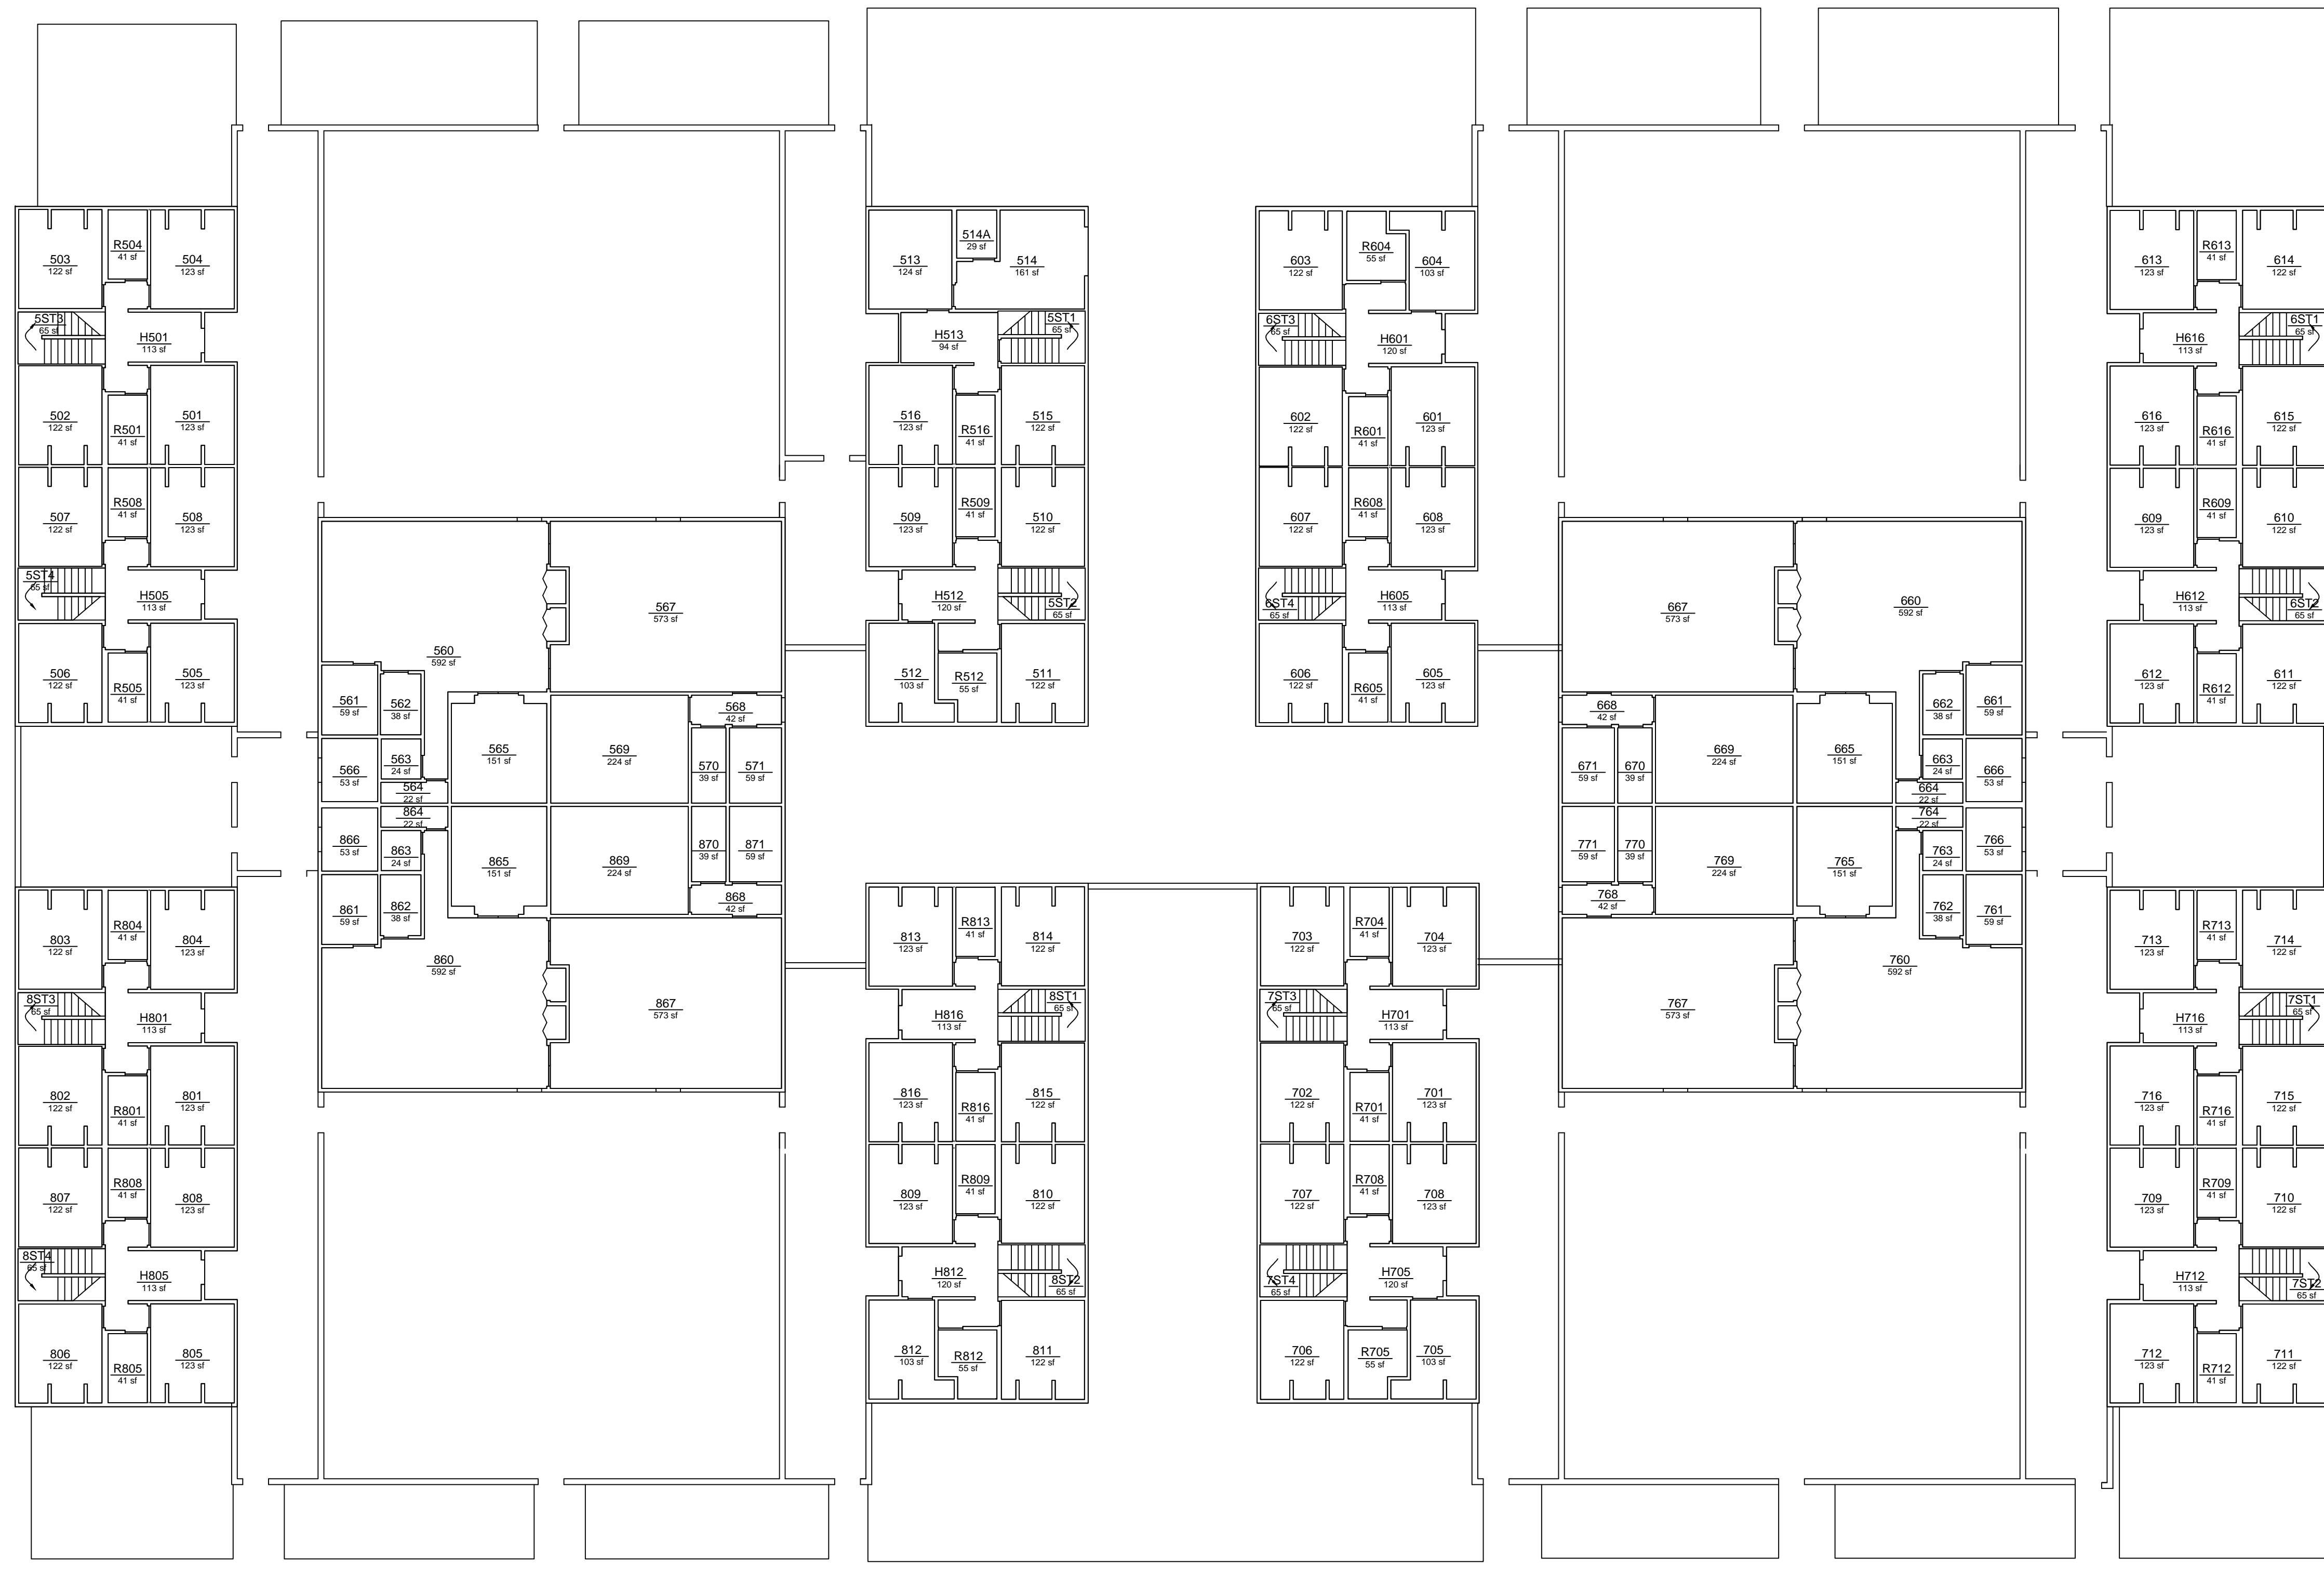 503
122 sf
R504
41 sf
504
123 sf
5ST3
65 sf
H501
113 sf
502
122 sf
R501
41 sf
501
123 sf
507
122 sf
R508
41 sf
508
123 sf
5ST4
65 sf
H505
113 sf
506
122 sf
R505
41 sf
505
123 sf
803
122 sf
R804
41 sf
804
123 sf
8ST3
65 sf
H801
113 sf
802
122 sf
R801
41 sf
801
123 sf
807
122 sf
R808
41 sf
808
123 sf
8ST4
65 sf
H805
113 sf
806
122 sf
R805
41 sf
805
123 sf
560
592 sf
567
573 sf
561
59 sf
562
38 sf
563
24 sf
566
53 sf
564
22 sf
565
151 sf
569
224 sf
568
42 sf
570
39 sf
571
59 sf
864
22 sf
866
53 sf
863
24 sf
865
151 sf
869
224 sf
870
39 sf
871
59 sf
868
42 sf
861
59 sf
862
38 sf
860
592 sf
867
573 sf
513
124 sf
514A
29 sf
514
161 sf
H513
94 sf
5ST1
65 sf
516
123 sf
R516
41 sf
515
122 sf
509
123 sf
R509
41 sf
510
122 sf
H512
120 sf
5ST2
65 sf
512
103 sf
R512
55 sf
511
122 sf
813
123 sf
R813
41 sf
814
122 sf
H816
113 sf
8ST1
65 sf
816
123 sf
R816
41 sf
815
122 sf
809
123 sf
R809
41 sf
810
122 sf
H812
120 sf
8ST2
65 sf
812
103 sf
R812
55 sf
811
122 sf
603
122 sf
R604
55 sf
604
103 sf
6ST3
65 sf
H601
120 sf
602
122 sf
R601
41 sf
601
123 sf
607
122 sf
R608
41 sf
608
123 sf
6ST4
65 sf
H605
113 sf
606
122 sf
R605
41 sf
605
123 sf
703
122 sf
R704
41 sf
704
123 sf
7ST3
65 sf
H701
113 sf
702
122 sf
R701
41 sf
701
123 sf
707
122 sf
R708
41 sf
708
123 sf
7ST4
65 sf
H705
120 sf
706
122 sf
R705
55 sf
705
103 sf
667
573 sf
660
592 sf
668
42 sf
671
59 sf
670
39 sf
669
224 sf
665
151 sf
662
38 sf
661
59 sf
663
24 sf
666
53 sf
664
22 sf
764
22 sf
771
59 sf
770
39 sf
769
224 sf
765
151 sf
763
24 sf
766
53 sf
768
42 sf
762
38 sf
761
59 sf
767
573 sf
760
592 sf
613
123 sf
R613
41 sf
614
122 sf
H616
113 sf
6ST1
65 sf
616
123 sf
R616
41 sf
615
122 sf
609
123 sf
R609
41 sf
610
122 sf
H612
113 sf
6ST2
65 sf
612
123 sf
R612
41 sf
611
122 sf
713
123 sf
R713
41 sf
714
122 sf
H716
113 sf
7ST1
65 sf
716
123 sf
R716
41 sf
715
122 sf
709
123 sf
R709
41 sf
710
122 sf
H712
113 sf
7ST2
65 sf
712
123 sf
R712
41 sf
711
122 sf